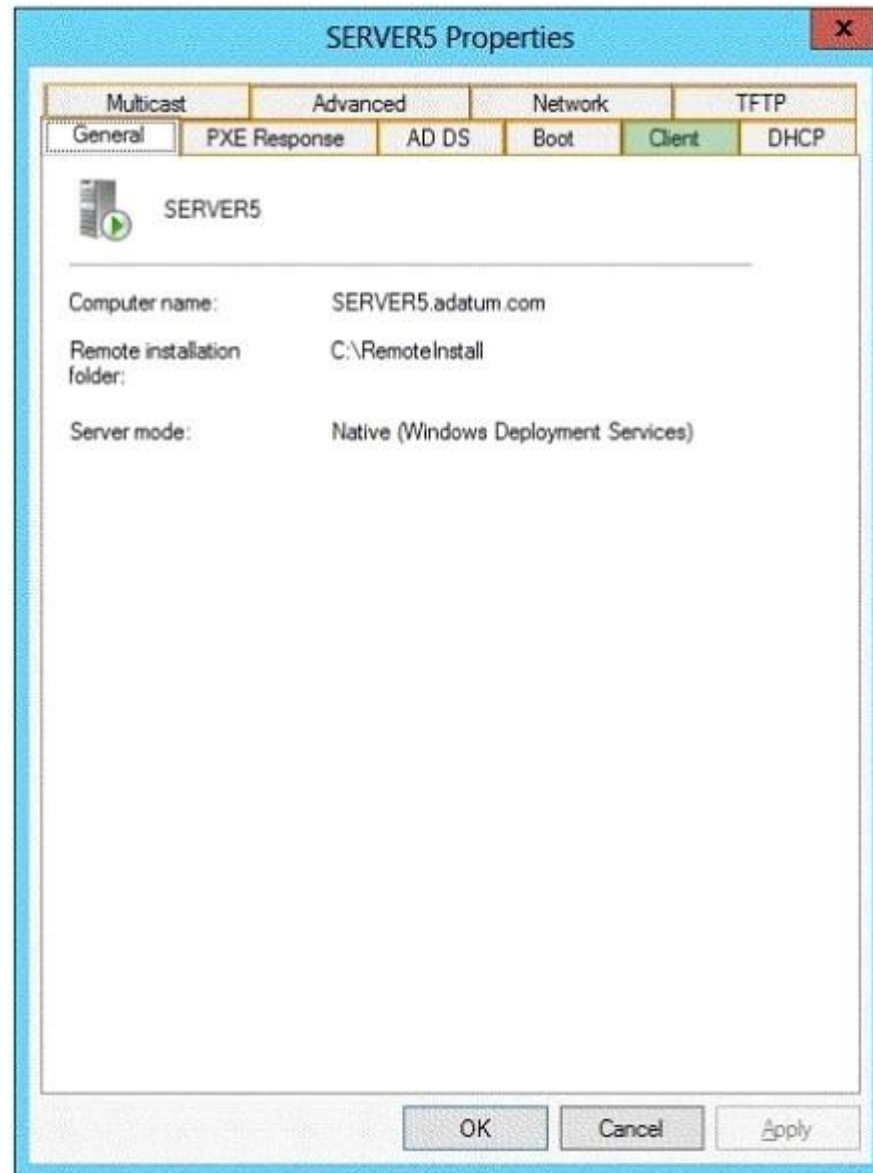 SERVER5 Properties
x
Multicast Advanced Network TFTP
General PXE Response AD DS Boot Client DHCP
SERVER5
Computer name: SERVER5.adatum.com
Remote installation C:\RemoteInstall
folder:
Server mode: Native (Windows Deployment Services)
OK Cancel Apply